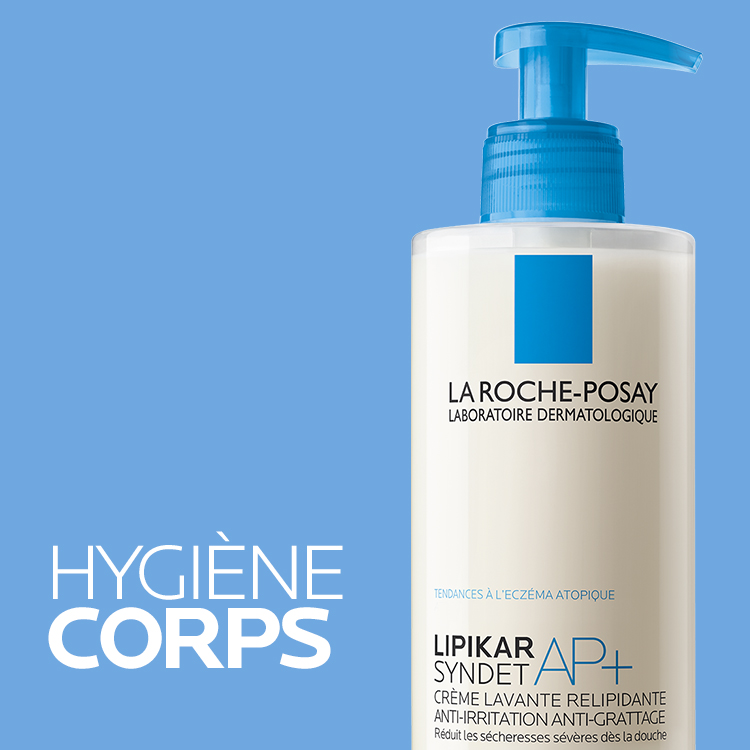 HYGIÈNE
CORPS
LA ROCHE-POSAY
LABORATOIRE DERMATOLOGIQUE
TENDANCES À L'ECZÉMA ATOPIQUE
LIPIKAR
SYNDET AP+
CRÈME LAVANTE RELIPIDANTE
ANTI-IRRITATION ANTI-GRATTAGE
Réduit les sécheresses sévères dès la douche